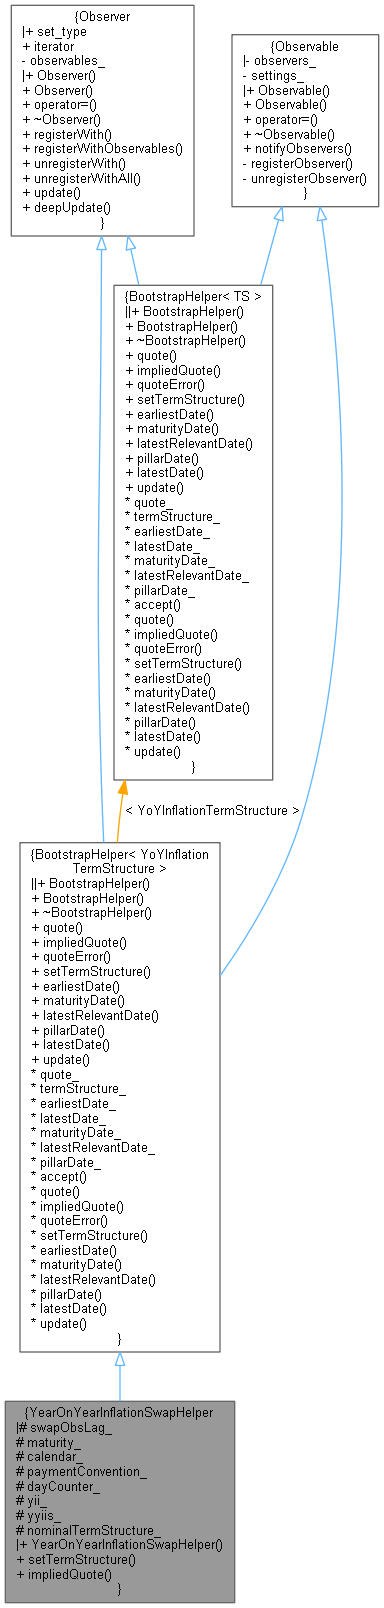 {Observer
|+ set_type
+ iterator
- observables_
|+ Observer()
+ Observer()
+ operator=()
+ ~Observer()
+ registerWith()
+ registerWithObservables()
+ unregisterWith()
+ unregisterWithAll()
+ update()
+ deepUpdate()
}
{Observable
|- observers_
- settings_
|+ Observable()
+ Observable()
+ operator=()
+ ~Observable()
+ notifyObservers()
- registerObserver()
- unregisterObserver()
}
{BootstrapHelper< TS >
||+ BootstrapHelper()
+ BootstrapHelper()
+ ~BootstrapHelper()
+ quote()
+ impliedQuote()
+ quoteError()
+ setTermStructure()
+ earliestDate()
+ maturityDate()
+ latestRelevantDate()
+ pillarDate()
+ latestDate()
+ update()
* quote_
* termStructure_
* earliestDate_
* latestDate_
* maturityDate_
* latestRelevantDate_
* pillarDate_
* accept()
* quote()
* impliedQuote()
* quoteError()
* setTermStructure()
* earliestDate()
* maturityDate()
* latestRelevantDate()
* pillarDate()
* latestDate()
* update()
}
< YoYInflationTermStructure >
{BootstrapHelper< YoYInflation
TermStructure >
||+ BootstrapHelper()
+ BootstrapHelper()
+ ~BootstrapHelper()
+ quote()
+ impliedQuote()
+ quoteError()
+ setTermStructure()
+ earliestDate()
+ maturityDate()
+ latestRelevantDate()
+ pillarDate()
+ latestDate()
+ update()
* quote_
* termStructure_
* earliestDate_
* latestDate_
* maturityDate_
* latestRelevantDate_
* pillarDate_
* accept()
* quote()
* impliedQuote()
* quoteError()
* setTermStructure()
* earliestDate()
* maturityDate()
* latestRelevantDate()
* pillarDate()
* latestDate()
* update()
}
{YearOnYearInflationSwapHelper
|# swapObsLag_
# maturity_
# calendar_
# paymentConvention_
# dayCounter_
# yii_
# yyiis_
# nominalTermStructure_
|+ YearOnYearInflationSwapHelper()
+ setTermStructure()
+ impliedQuote()
}